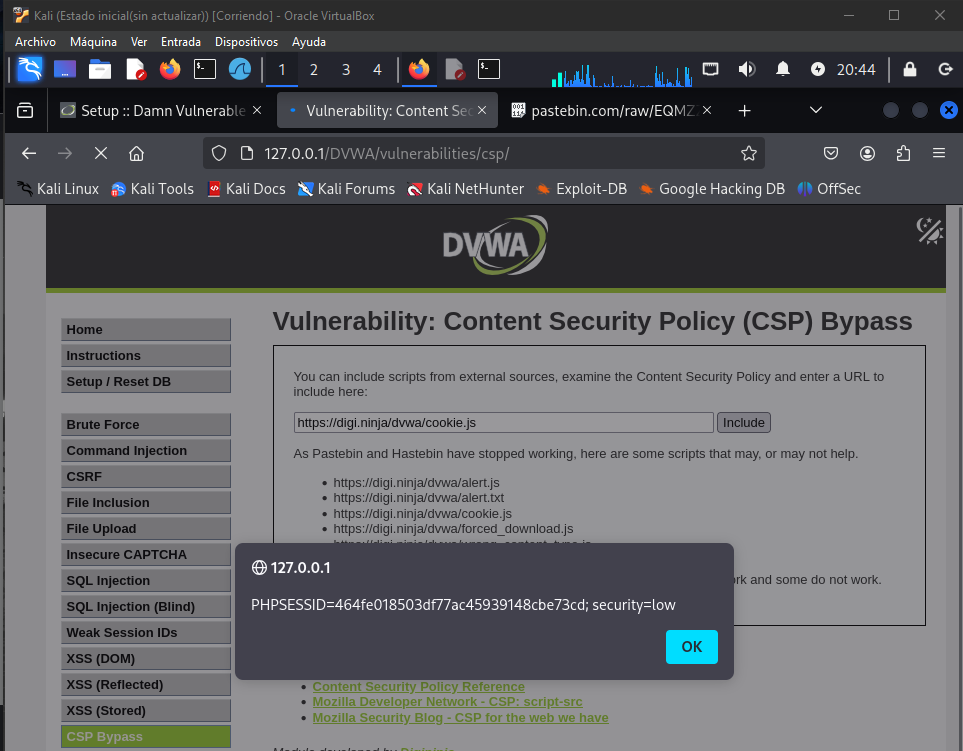 Kali (Estado inicial(sin actualizar)) [Corriendo] - Oracle VirtualBox
Archivo Máquina Ver Entrada Dispositivos Ayuda
1 2 3 4 20:44
Setup :: Damn Vulnerable Vulnerability: Content Sec pastebin.com/raw/EQMZ
127.0.0.1/DVWA/vulnerabilities/csp/
Kali Linux Kali Tools Kali Docs Kali Forums Kali NetHunter Exploit-DB Google Hacking DB OffSec
DVWA
Home
Instructions
Setup / Reset DB
Brute Force
Command Injection
CSRF
File Inclusion
File Upload
Insecure CAPTCHA
SQL Injection
SQL Injection (Blind)
Weak Session IDs
XSS (DOM)
XSS (Reflected)
XSS (Stored)
CSP Bypass
Vulnerability: Content Security Policy (CSP) Bypass
You can include scripts from external sources, examine the Content Security Policy and enter a URL to
include here:
https://digi.ninja/dvwa/cookie.js Include
As Pastebin and Hastebin have stopped working, here are some scripts that may, or may not help.
https://digi.ninja/dvwa/alert.js
https://digi.ninja/dvwa/alert.txt
https://digi.ninja/dvwa/cookie.js
https://digi.ninja/dvwa/forced_download.js
and some do not work.
127.0.0.1
PHPSESSID=464fe018503df77ac45939148cbe73cd; security=low
OK
Content Security Policy Reference
Mozilla Developer Network - CSP: script-src
Mozilla Security Blog - CSP for the web we have